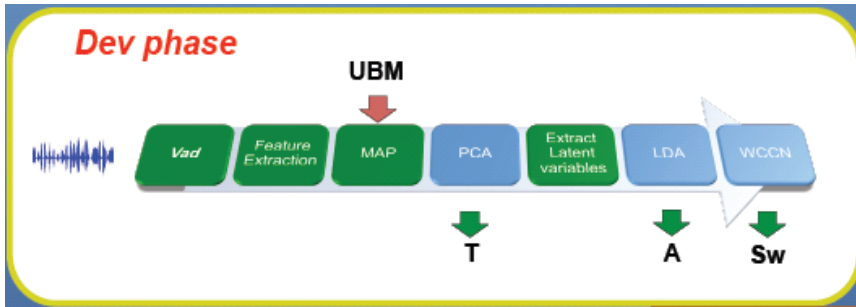 Dev phase
UBM
Vad
Feature
Extraction
MAP
PCA
Extract
Latent
variables
LDA
WCCN
T
A
Sw